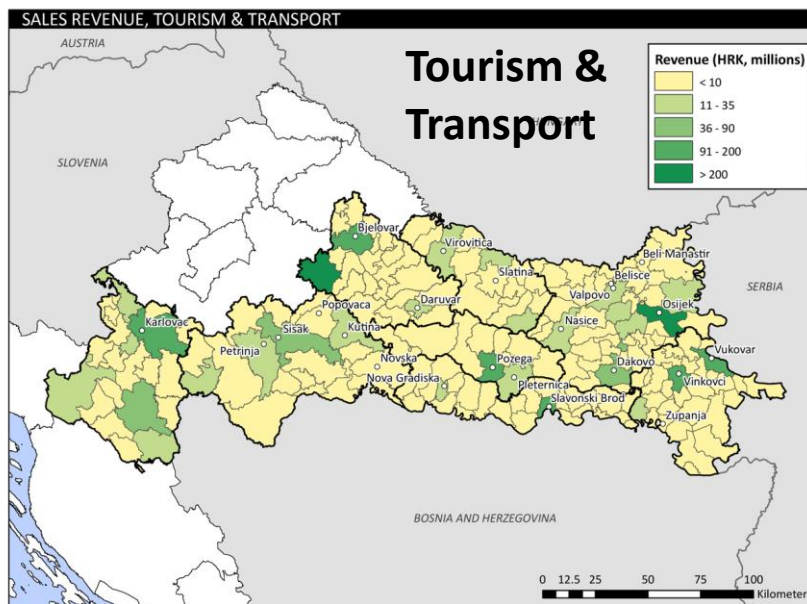 SALES REVENUE, TOURISM & TRANSPORT
AUSTRIA
Tourism &
Transport
Revenue (HRK, millions)
< 10
11 - 35
36 - 90
91 - 200
> 200
HUNGARY
SLOVENIA
Bjelovar
Virovitica
Beli Manastir
Slatina
Belisce
SERBIA
Valpovo
Popovaca
Daruvar
Osijek
Karlovac
Sisak
Kutina
Nasice
Petrinja
Vukovar
Novska
Pozega
Dakovo
Nova Gradiska
Pleternica
Vinkovci
Slavonski Brod
Zupanja
BOSNIA AND HERZEGOVINA
0 12.5 25 50 75 100
Kilometer